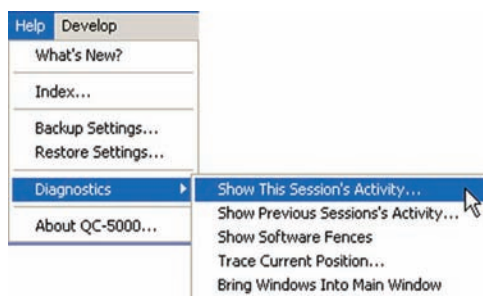 Help Develop
What's New?
Index...
Backup Settings...
Restore Settings...
Diagnostics
About QC-5000...
Show This Session's Activity...
Show Previous Sessions's Activity...
Show Software Fences
Trace Current Position...
Bring Windows Into Main Window